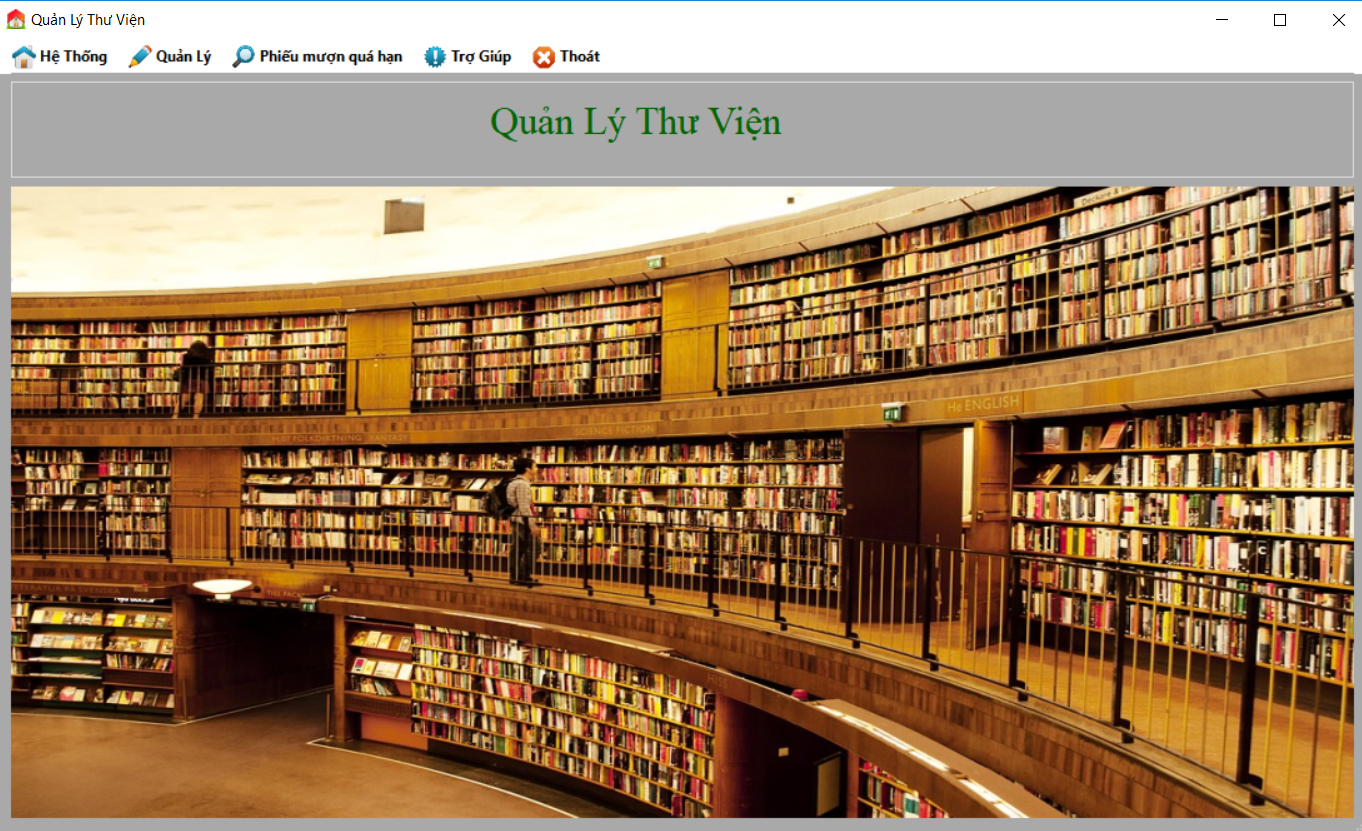 Quản Lý Thư Viện
Hệ Thống Quản Lý Phiếu mượn quá hạn Trợ Giúp Thoát
Quản Lý Thư Viện
He ENGLISH
SCIENCE FICTION
FANTASY